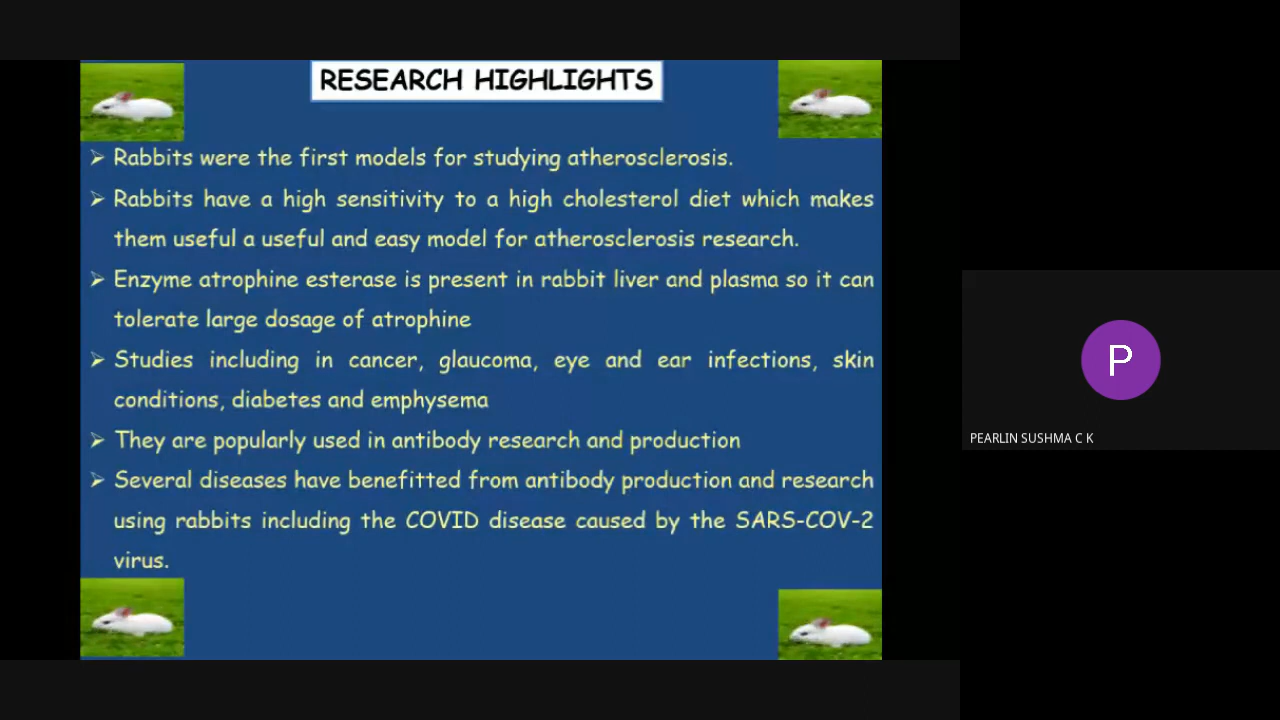 RESEARCH HIGHLIGHTS
➢ Rabbits were the first models for studying atherosclerosis.
➢ Rabbits have a high sensitivity to a high cholesterol diet which makes
them useful a useful and easy model for atherosclerosis research.
➢ Enzyme atrophine esterase is present in rabbit liver and plasma so it can
tolerate large dosage of atrophine
➢ Studies including in cancer, glaucoma, eye and ear infections, skin
conditions, diabetes and emphysema
➢ They are popularly used in antibody research and production
➢ Several diseases have benefitted from antibody production and research
using rabbits including the COVID disease caused by the SARS-COV-2
virus.
P
PEARLIN SUSHMA C K